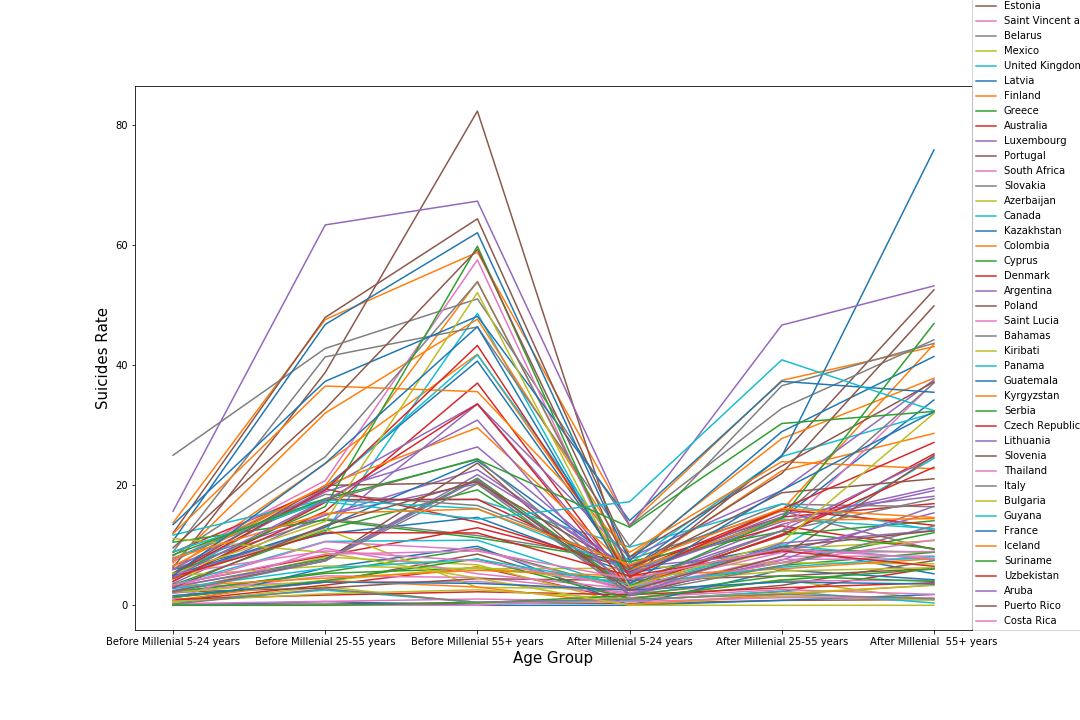 Estonia
Saint Vincent a
Belarus
Mexico
United Kingdom
Latvia
Finland
Greece
Australia
Luxembourg
Portugal
South Africa
Slovakia
Azerbaijan
Canada
Kazakhstan
Colombia
Cyprus
Denmark
Argentina
Poland
Saint Lucia
Bahamas
Kiribati
Panama
Guatemala
Kyrgyzstan
Serbia
Czech Republic
Lithuania
Slovenia
Thailand
Italy
Bulgaria
Guyana
France
Iceland
Suriname
Uzbekistan
Aruba
Puerto Rico
Costa Rica
80
60
40
20
0
Suicides Rate
Before Millenial 5-24 years
Before Millenial 25-55 years
Before Millenial 55+ years
After Millenial 5-24 years
After Millenial 25-55 years
After Millenial 55+ years
Age Group